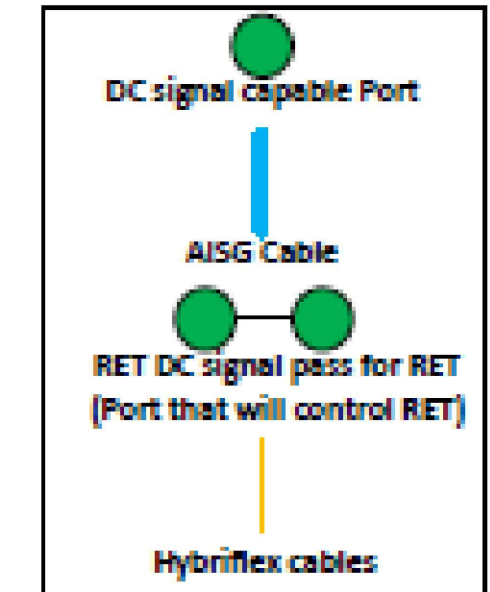 DC signal capable Port
AISG Cable
RET DC signal pass for RET
(Port that will control RET)
Hybriflex cables